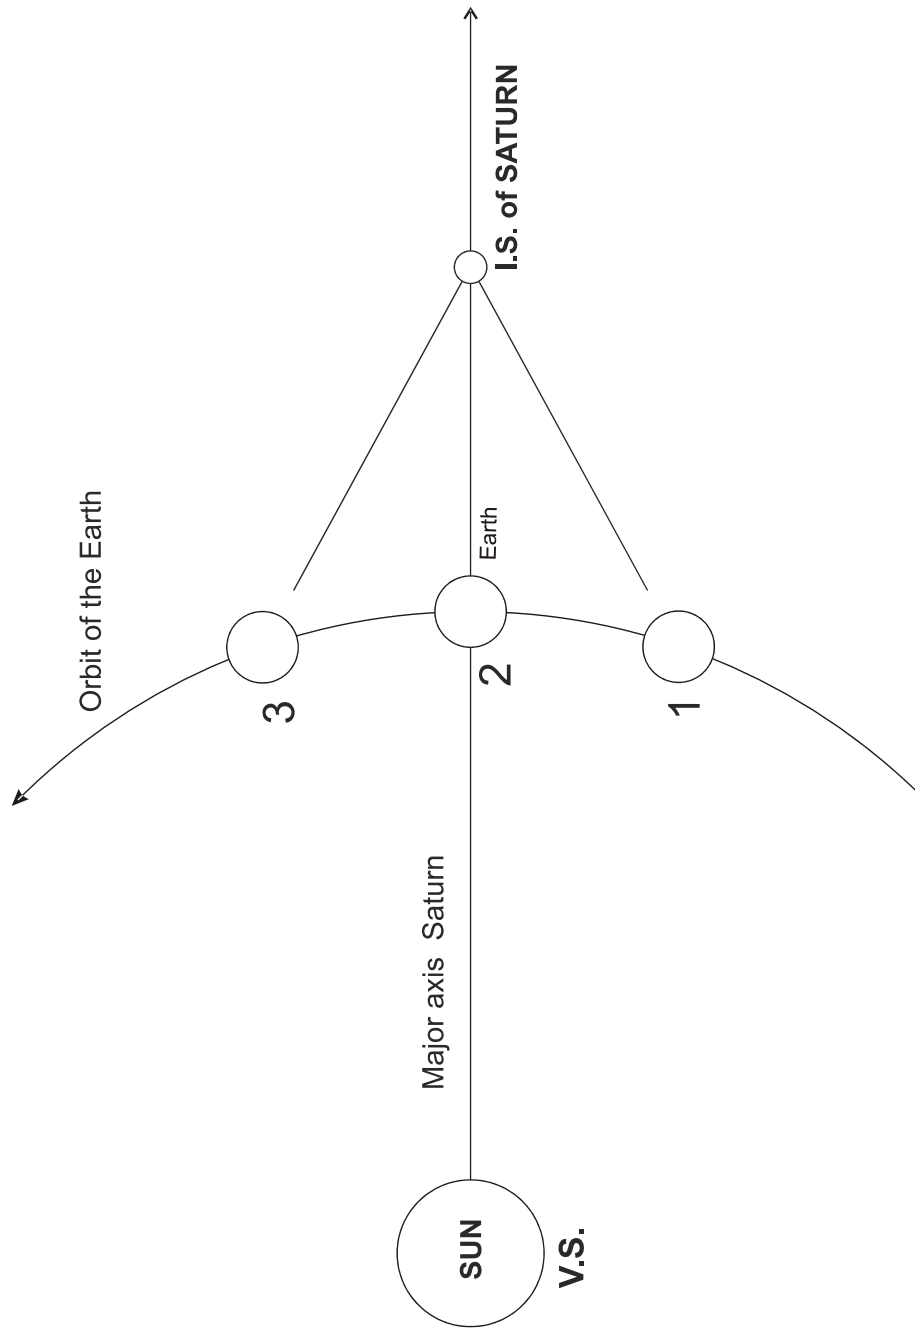 Orbit of the Earth
3
Major axis Saturn
SUN
V.S.
2
Earth
I.S. of SATURN
1